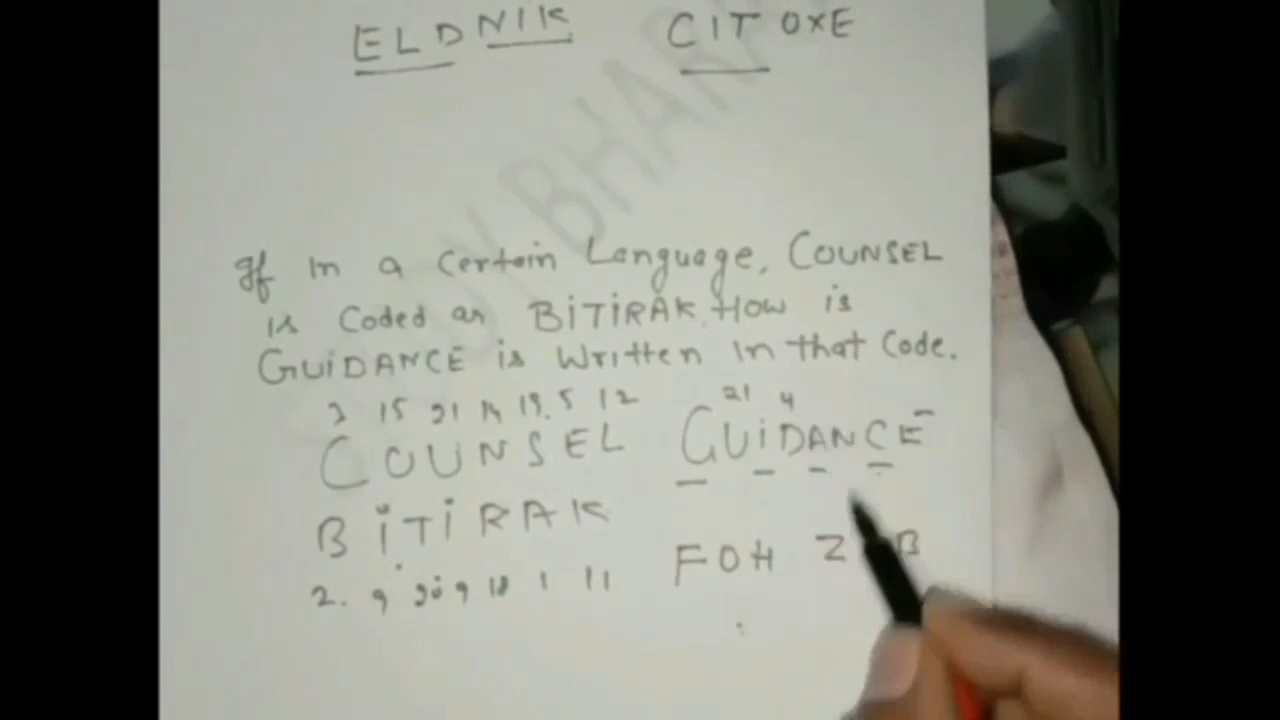 ELDNIK CITOXE
If In a Certain Language, COUNSEL
is Coded as BiTiRAK. How is
GUiDANCE is Written In that Code.
3 15 21 14 19 5 12 21 4
COUNSEL GUiDANCE
BiTiRAK FOH Z B
2 9 20 9 18 1 11